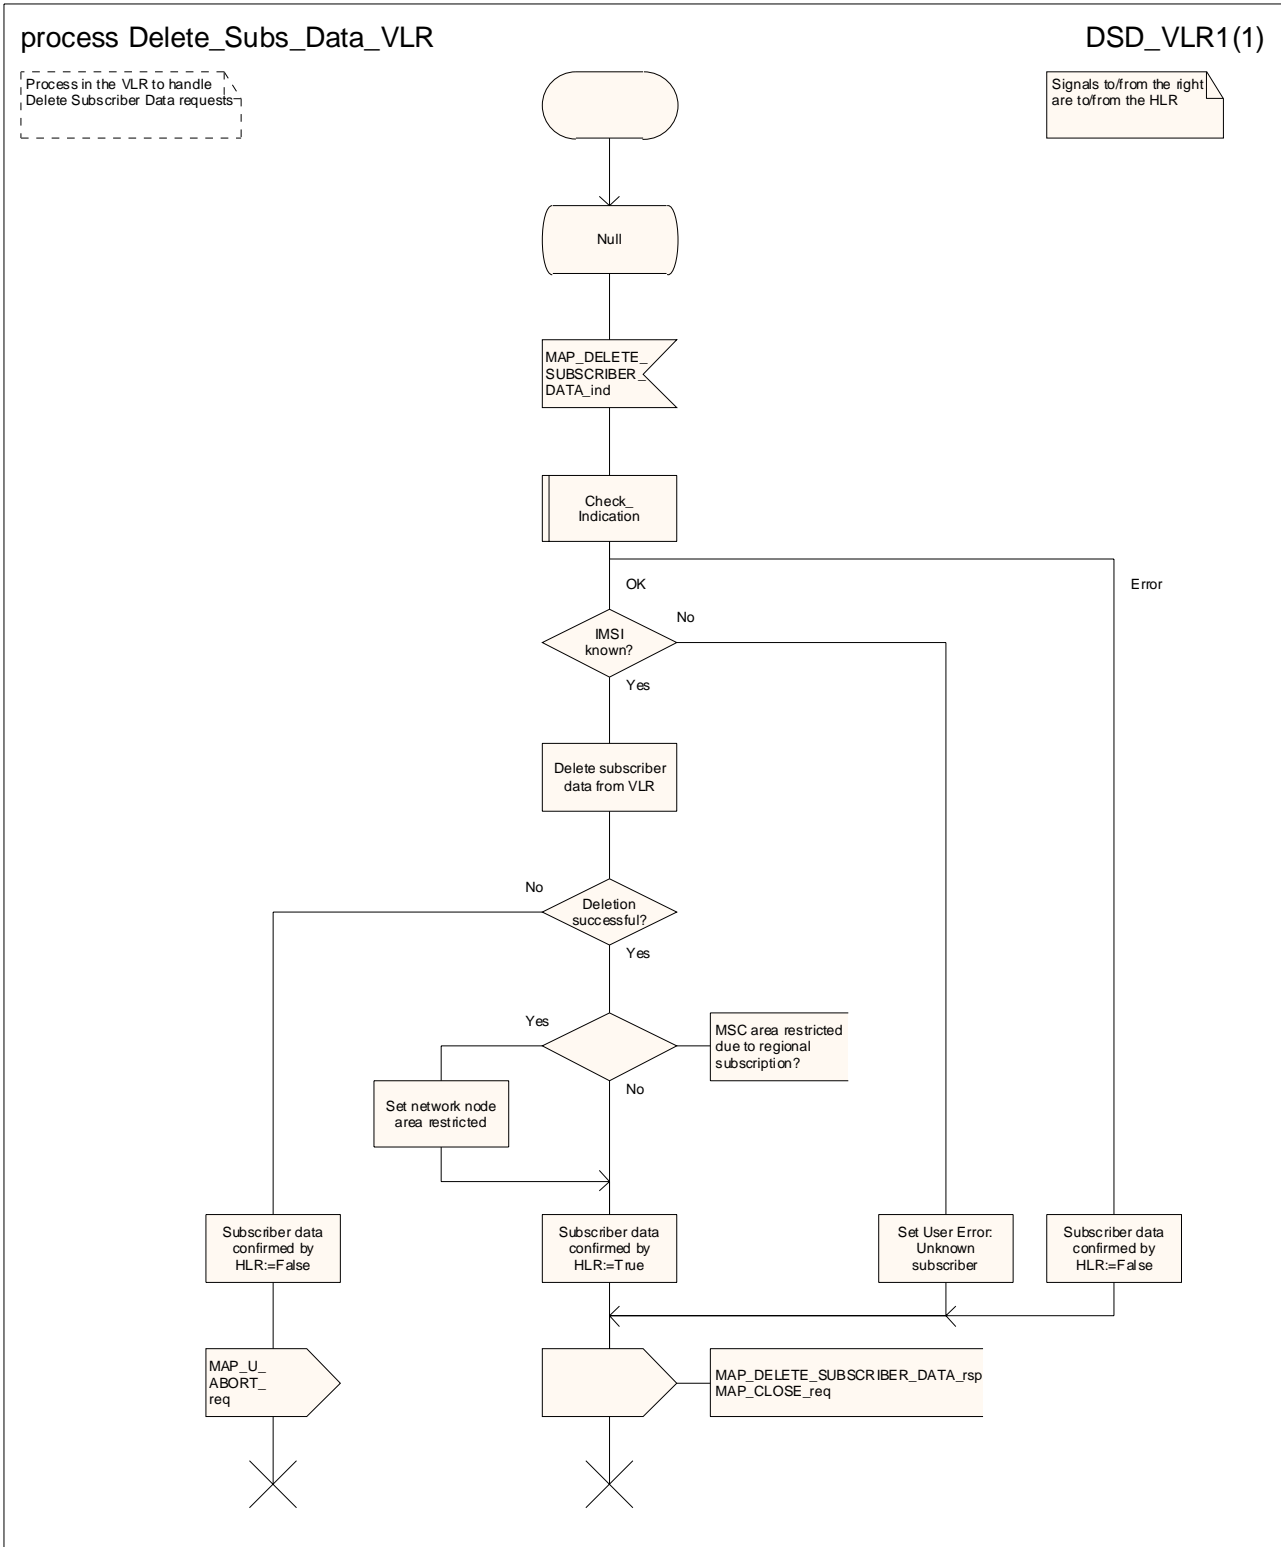 process Delete_Subs_Data_VLR
DSD_VLR1(1)
Process in the VLR to handle
Delete Subscriber Data requests
Signals to/from the right
are to/from the HLR
Null
MAP_DELETE_
SUBSCRIBER_
DATA_ind
Check_
Indication
OK
Error
IMSI
known?
No
Yes
Delete subscriber
data from VLR
No
Deletion
successful?
Yes
Yes
MSC area restricted
due to regional
subscription?
No
Set network node
area restricted
Subscriber data
confirmed by
HLR:=False
Subscriber data
confirmed by
HLR:=True
Set User Error:
Unknown
subscriber
Subscriber data
confirmed by
HLR:=False
MAP_U_
ABORT_
req
MAP_DELETE_SUBSCRIBER_DATA_rsp
MAP_CLOSE_req